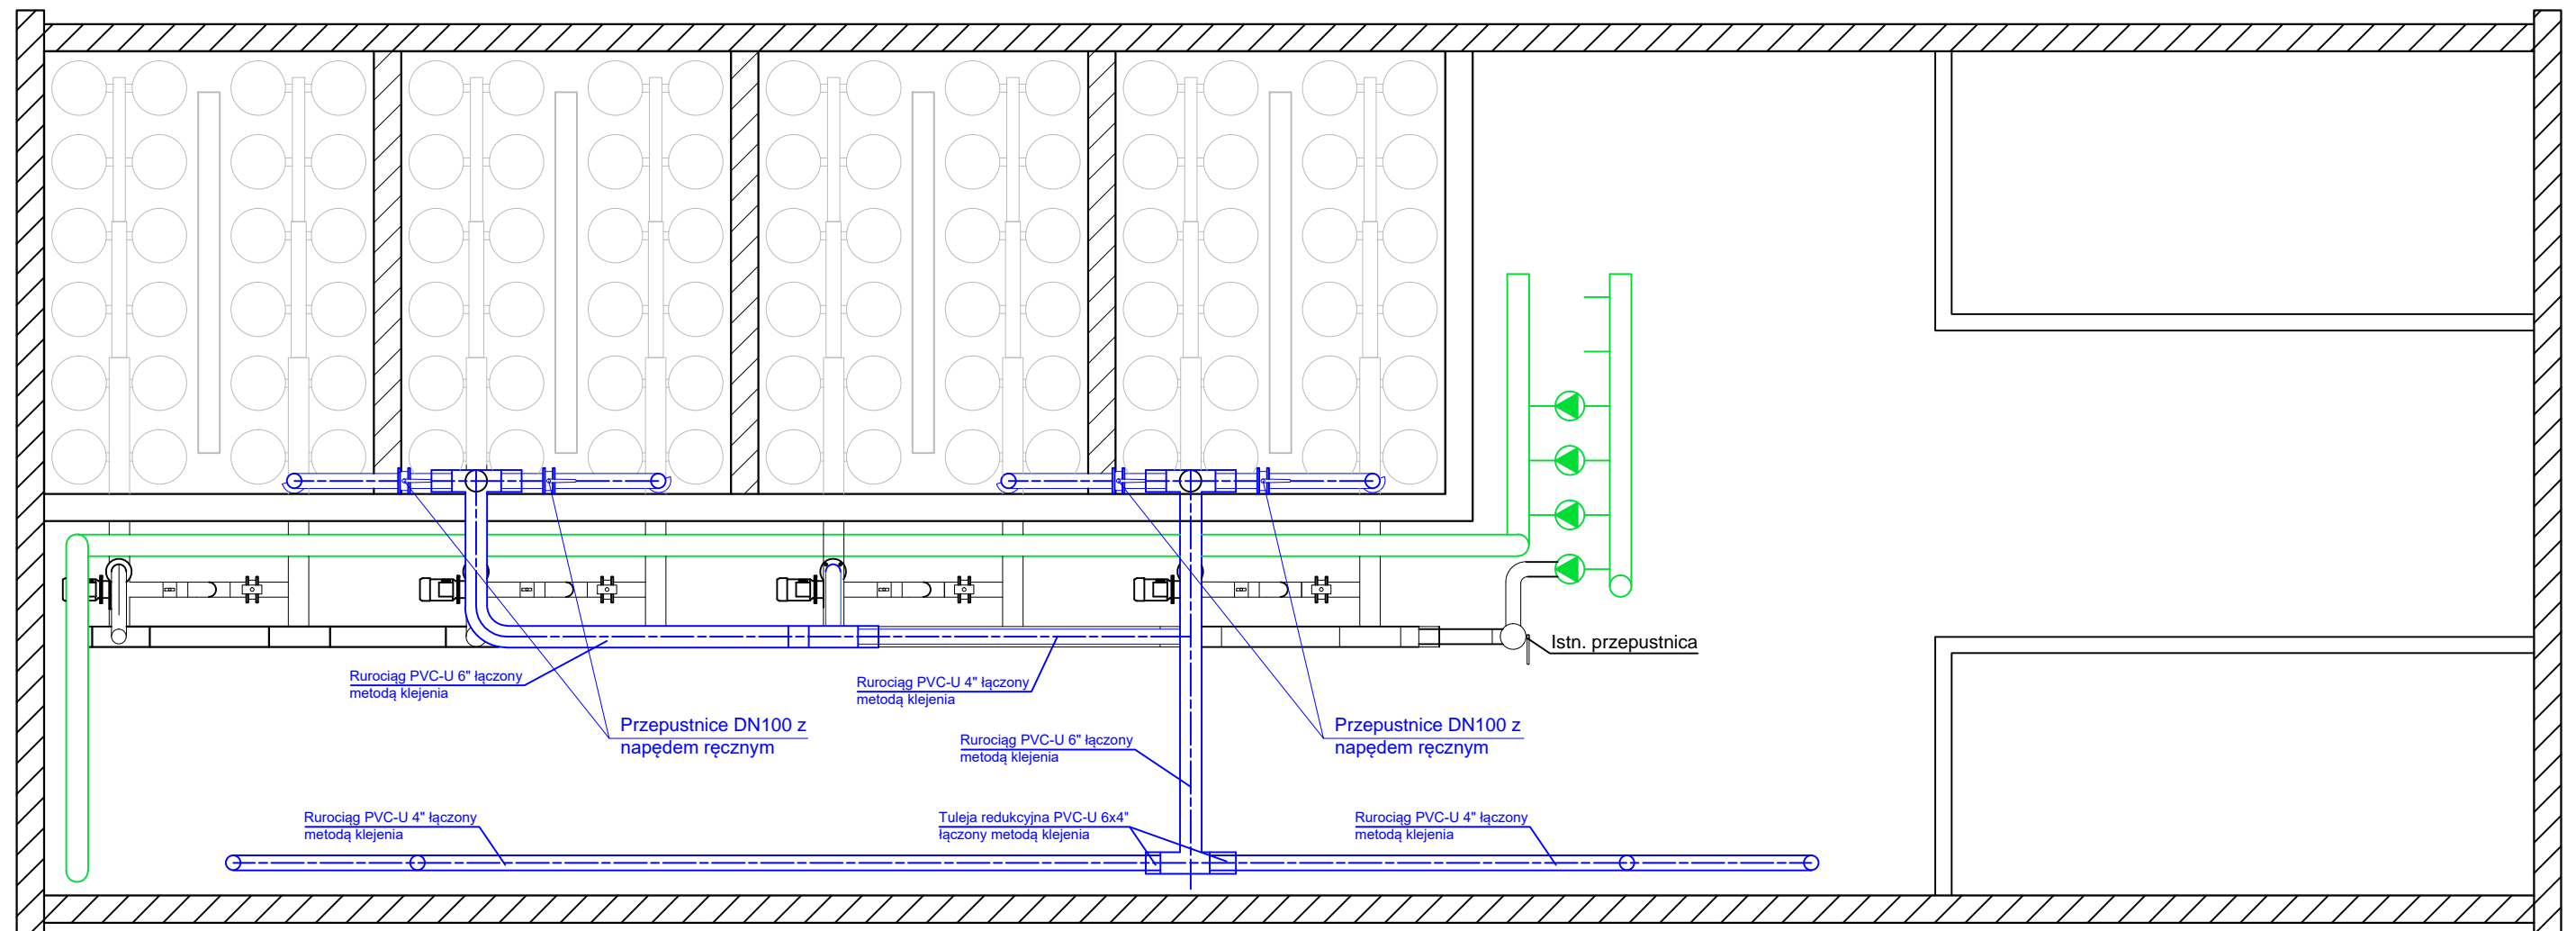 Istn. przepustnica
Rurociąg PVC-U 6" łączony
metodą klejenia
Rurociąg PVC-U 4" łączony
metodą klejenia
Przepustnice DN100 z
napędem ręcznym
Rurociąg PVC-U 6" łączony
metodą klejenia
Przepustnice DN100 z
napędem ręcznym
Rurociąg PVC-U 4" łączony
metodą klejenia
Tuleja redukcyjna PVC-U 6x4"
łączony metodą klejenia
Rurociąg PVC-U 4" łączony
metodą klejenia